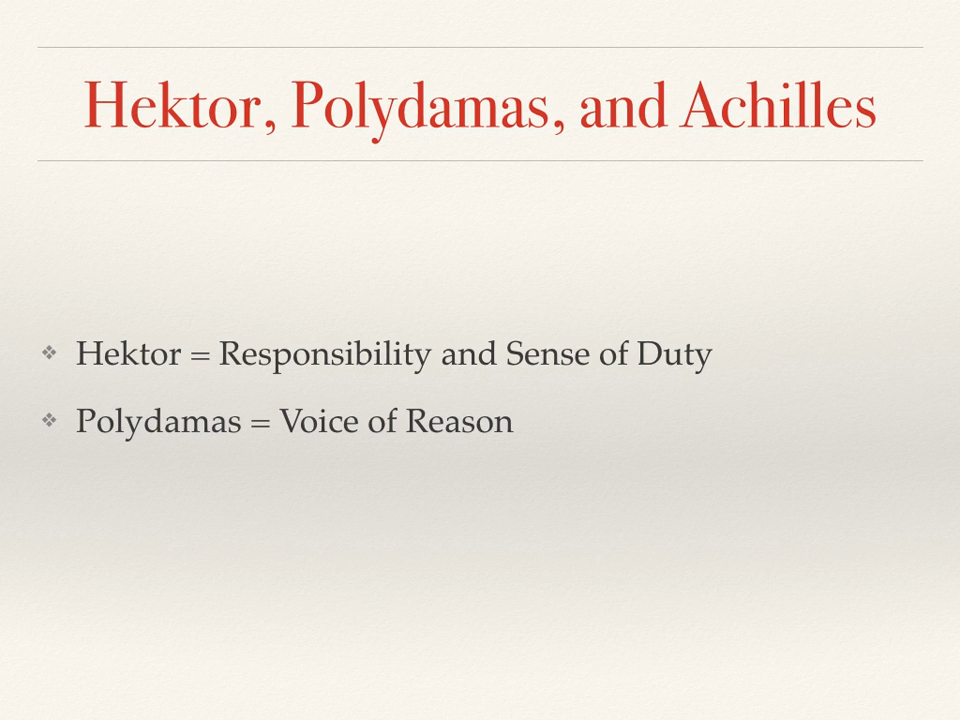 Hektor, Polydamas, and Achilles
❖ Hektor = Responsibility and Sense of Duty
❖ Polydamas = Voice of Reason